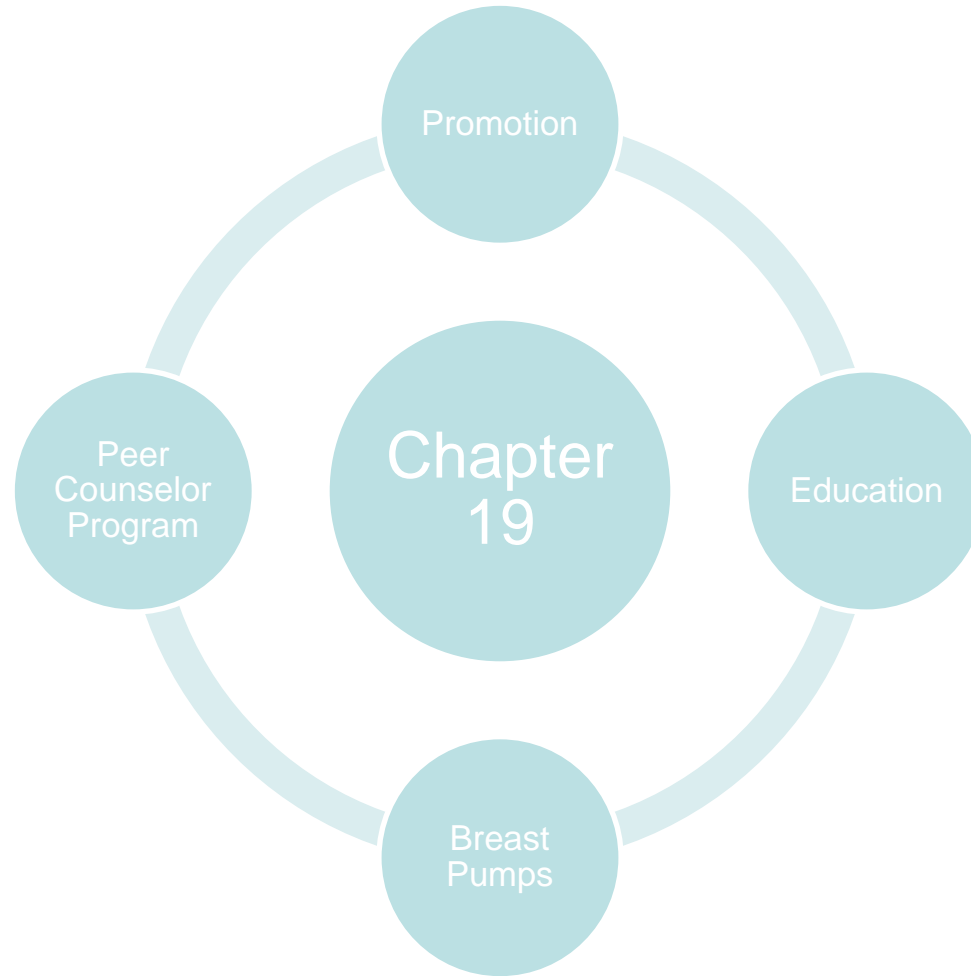 Promotion
Peer
Counselor
Program
Chapter
19
Education
Breast
Pumps